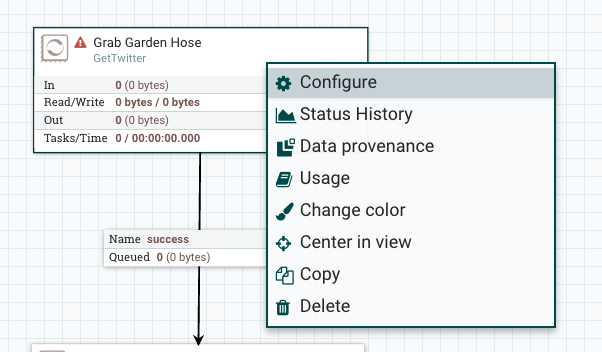 Grab Garden Hose
GetTwitter
In 0 (0 bytes)
Read/Write 0 bytes / 0 bytes
Out 0 (0 bytes)
Tasks/Time 0 / 00:00:00.000
Configure
Status History
Data provenance
Usage
Change color
Center in view
Copy
Delete
Name success
Queued 0 (0 bytes)